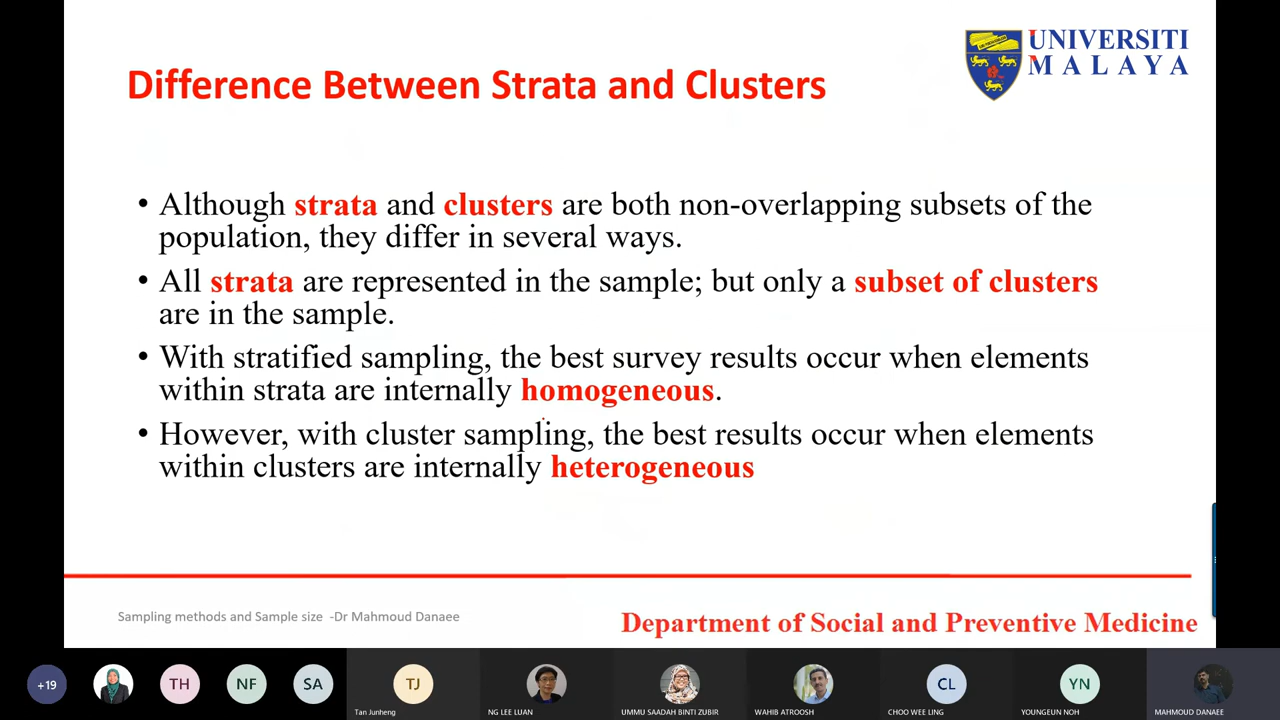 UNIVERSITI
MALAYA
Difference Between Strata and Clusters
• Although strata and clusters are both non-overlapping subsets of the
population, they differ in several ways.
• All strata are represented in the sample; but only a subset of clusters
are in the sample.
• With stratified sampling, the best survey results occur when elements
within strata are internally homogeneous.
• However, with cluster sampling, the best results occur when elements
within clusters are internally heterogeneous
Sampling methods and Sample size -Dr Mahmoud Danaee
Department of Social and Preventive Medicine
+19
TH
NF
SA
TJ
CL
YN
Tan Junheng
NG LEE LUAN
UMMU SAADAH BINTI ZUBIR
WAHIB ATROOSH
CHOO WEE LING
YOUNGEUN NOH
MAHMOUD DANAEE